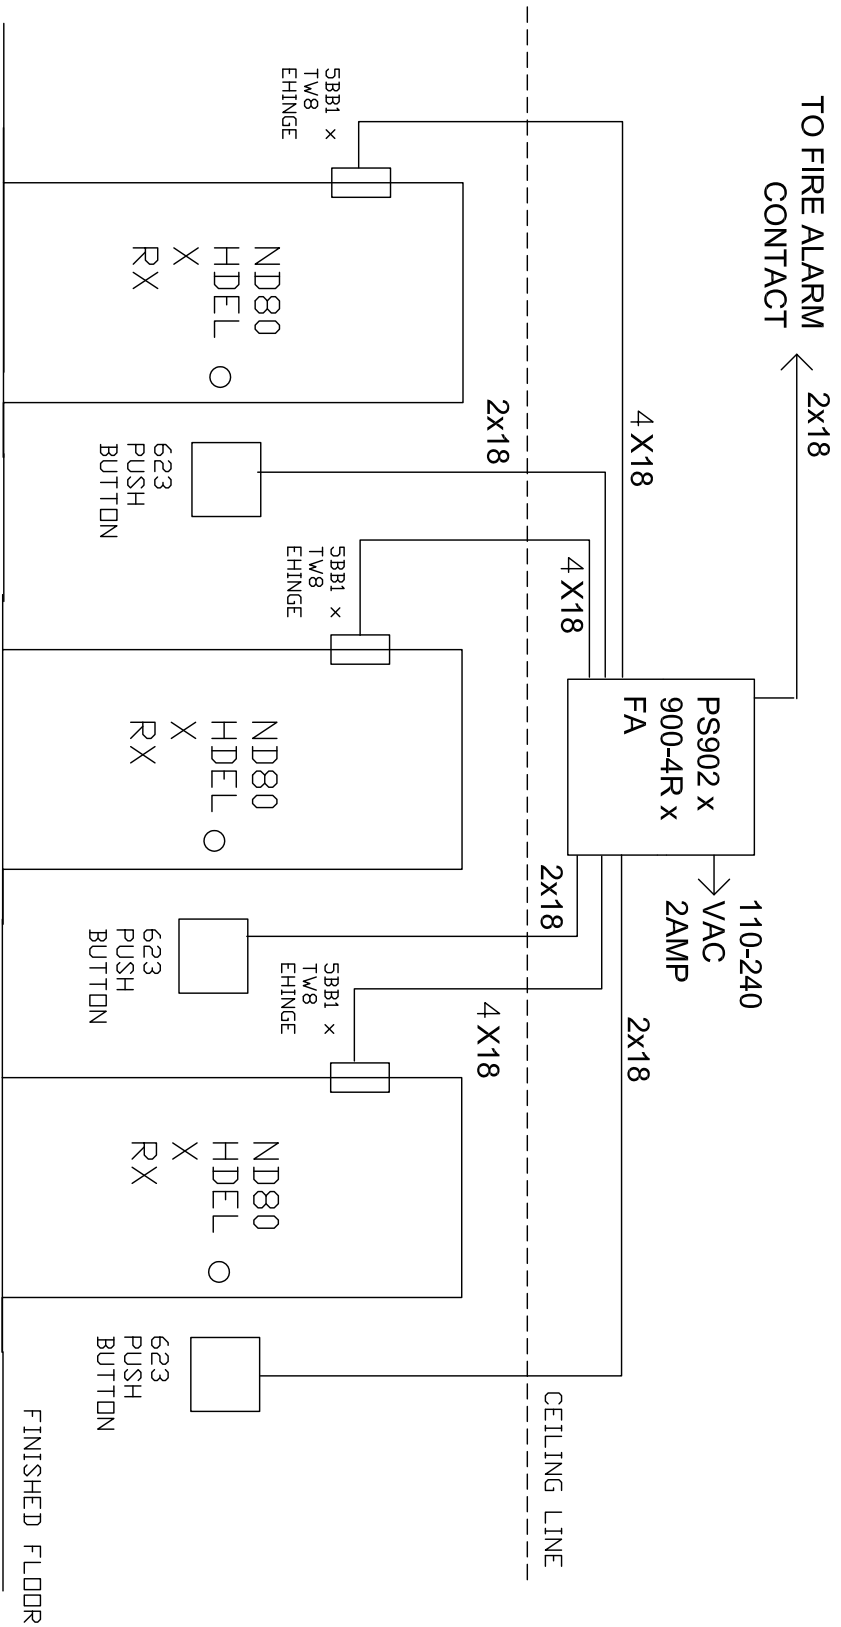 TO FIRE ALARM
CONTACT
2x18
4 X18
2x18
4 X18
PS902 x
900-4R x
FA
110-240
VAC
2AMP
2x18
2x18
4 X18
CEILING LINE
5BB1 x
TW8
EHINGE
ND80
HDEL
X
RX
623
PUSH
BUTTON
5BB1 x
TW8
EHINGE
ND80
HDEL
X
RX
623
PUSH
BUTTON
5BB1 x
TW8
EHINGE
ND80
HDEL
X
RX
623
PUSH
BUTTON
FINISHED FLOOR